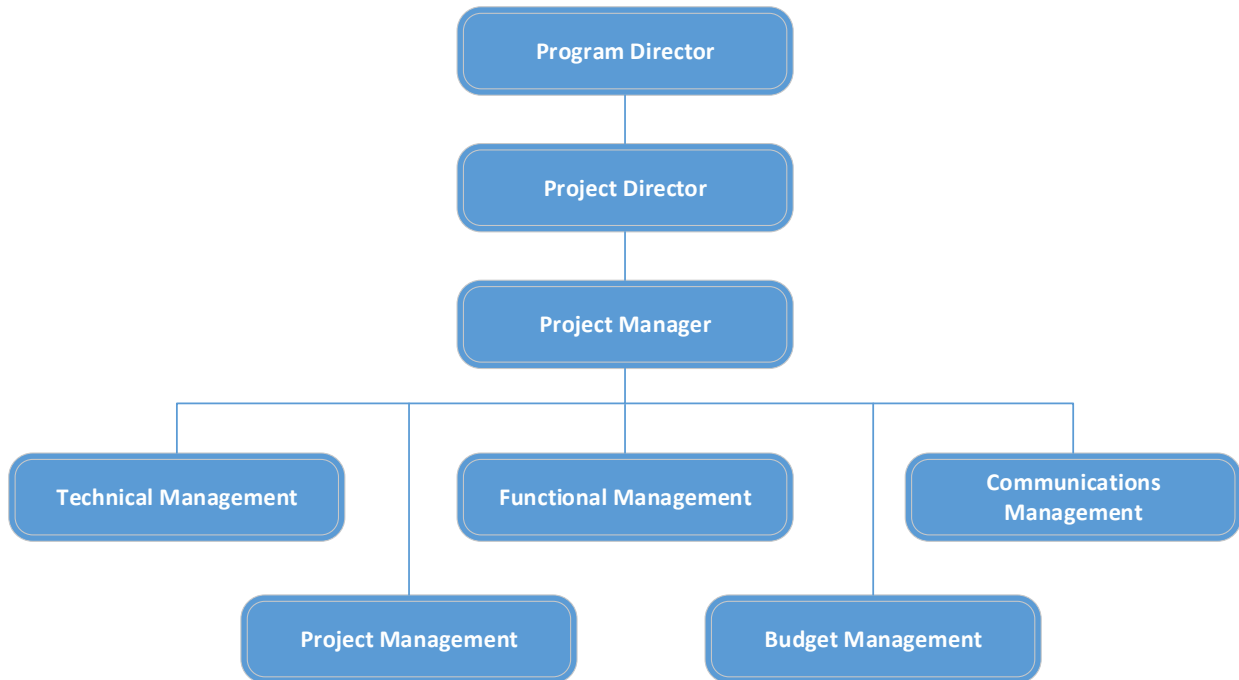 Program Director
Project Director
Project Manager
Technical Management
Functional Management
Communications
Management
Project Management
Budget Management